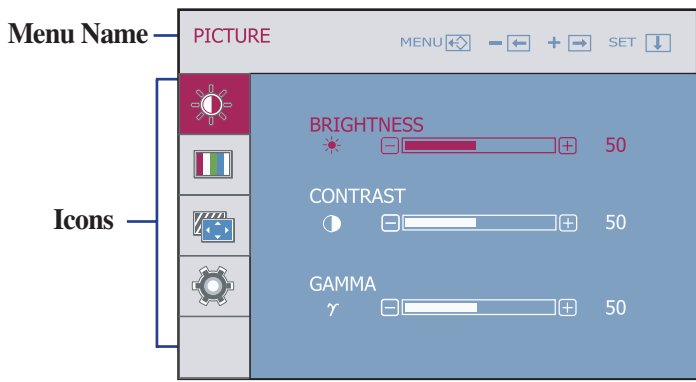 Menu Name
PICTURE
MENU - + SET
BRIGHTNESS
50
CONTRAST
50
Icons
GAMMA
γ
50